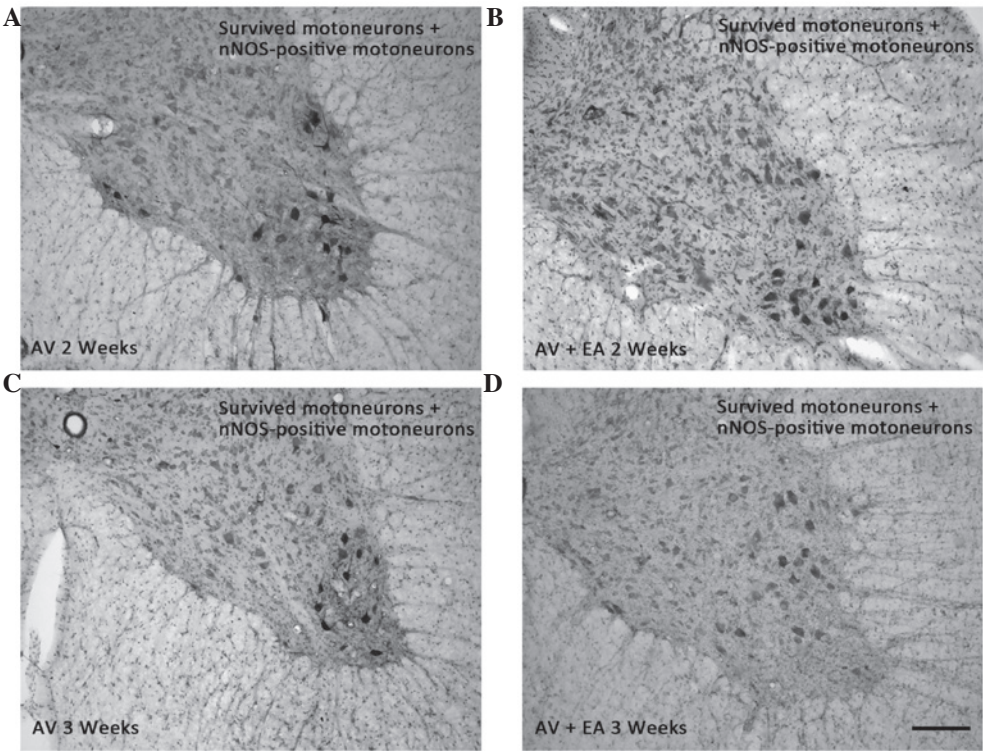 A
Survived motoneurons +
nNOS-positive motoneurons
AV 2 Weeks
B
Survived motoneurons +
nNOS-positive motoneurons
AV + EA 2 Weeks
C
Survived motoneurons +
nNOS-positive motoneurons
AV 3 Weeks
D
Survived motoneurons +
nNOS-positive motoneurons
AV + EA 3 Weeks